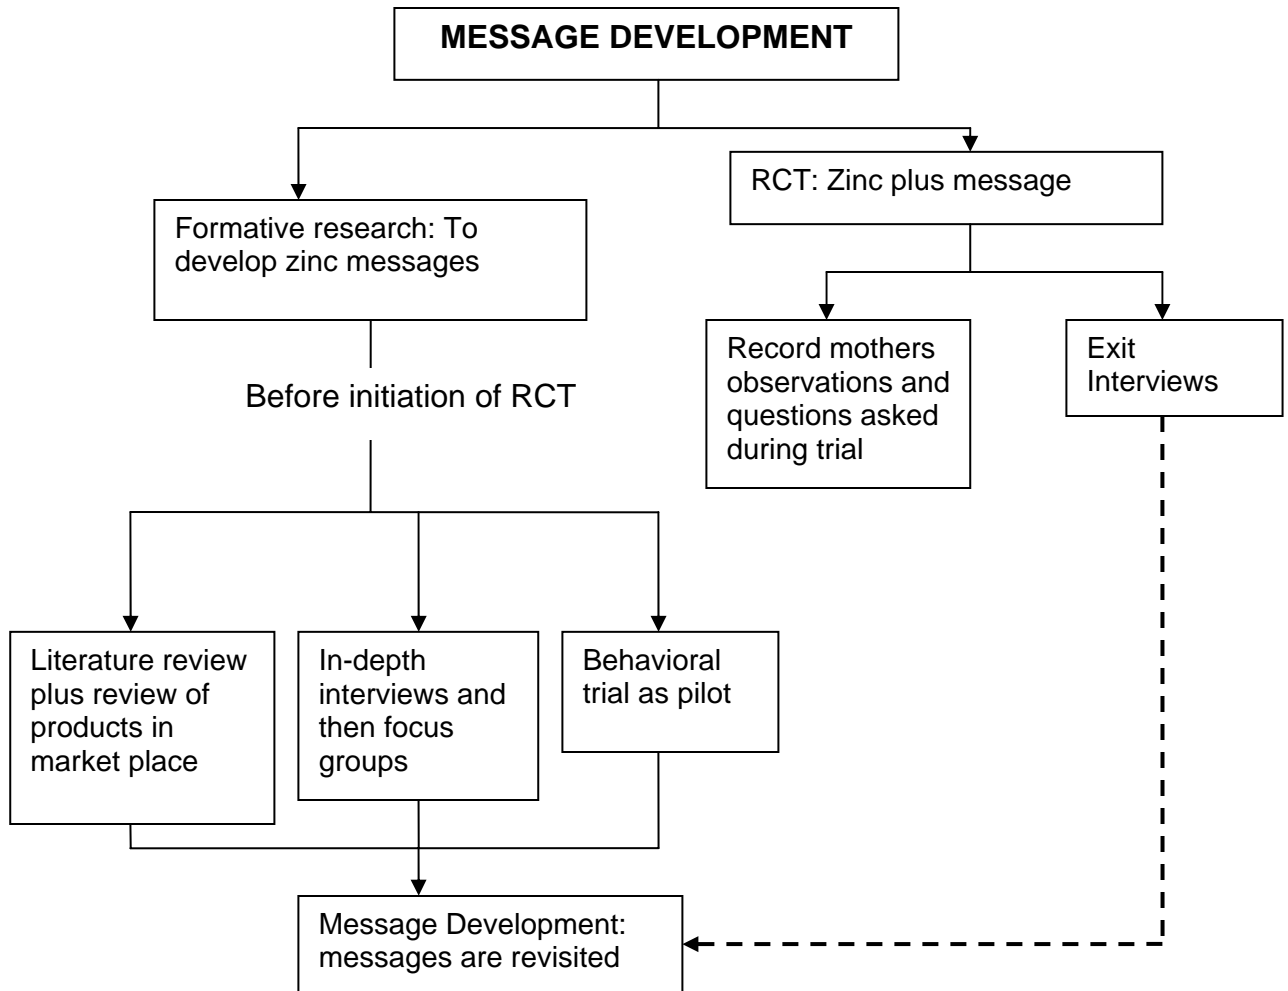 MESSAGE DEVELOPMENT
RCT: Zinc plus message
Formative research: To
develop zinc messages
Record mothers
observations and
questions asked
during trial
Exit
Interviews
Before initiation of RCT
Literature review
plus review of
products in
market place
In-depth
interviews and
then focus
groups
Behavioral
trial as pilot
Message Development:
messages are revisited